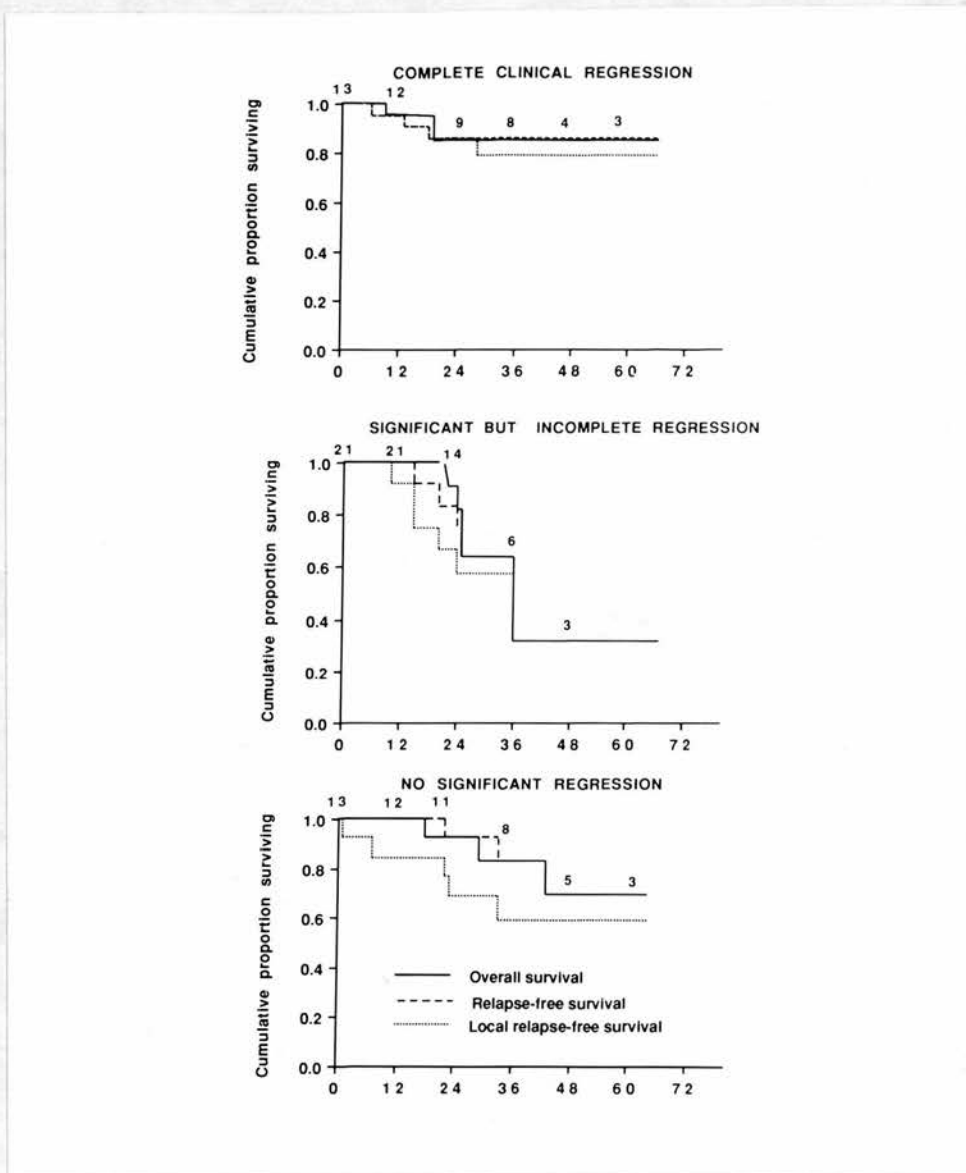 COMPLETE CLINICAL REGRESSION
13 12 9 8 4 3
Cumulative proportion surviving
1.0
0.8
0.6
0.4
0.2
0.0
0 12 24 36 48 60 72
SIGNIFICANT BUT INCOMPLETE REGRESSION
21 21 14 6 3
Cumulative proportion surviving
1.0
0.8
0.6
0.4
0.2
0.0
0 12 24 36 48 60 72
NO SIGNIFICANT REGRESSION
13 12 11 8 5 3
Cumulative proportion surviving
1.0
0.8
0.6
0.4
0.2
0.0
Overall survival
Relapse-free survival
Local relapse-free survival
0 12 24 36 48 60 72